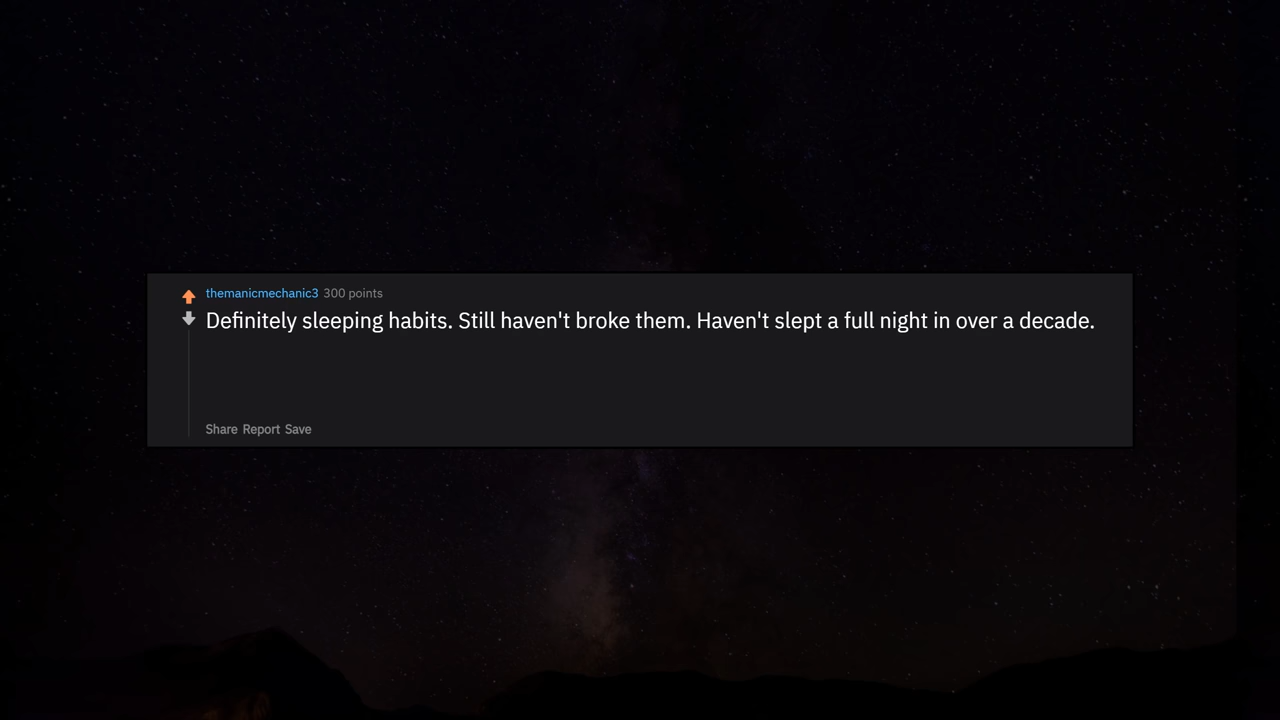 themanicmechanic3 300 points
Definitely sleeping habits. Still haven't broke them. Haven't slept a full night in over a decade.
Share Report Save